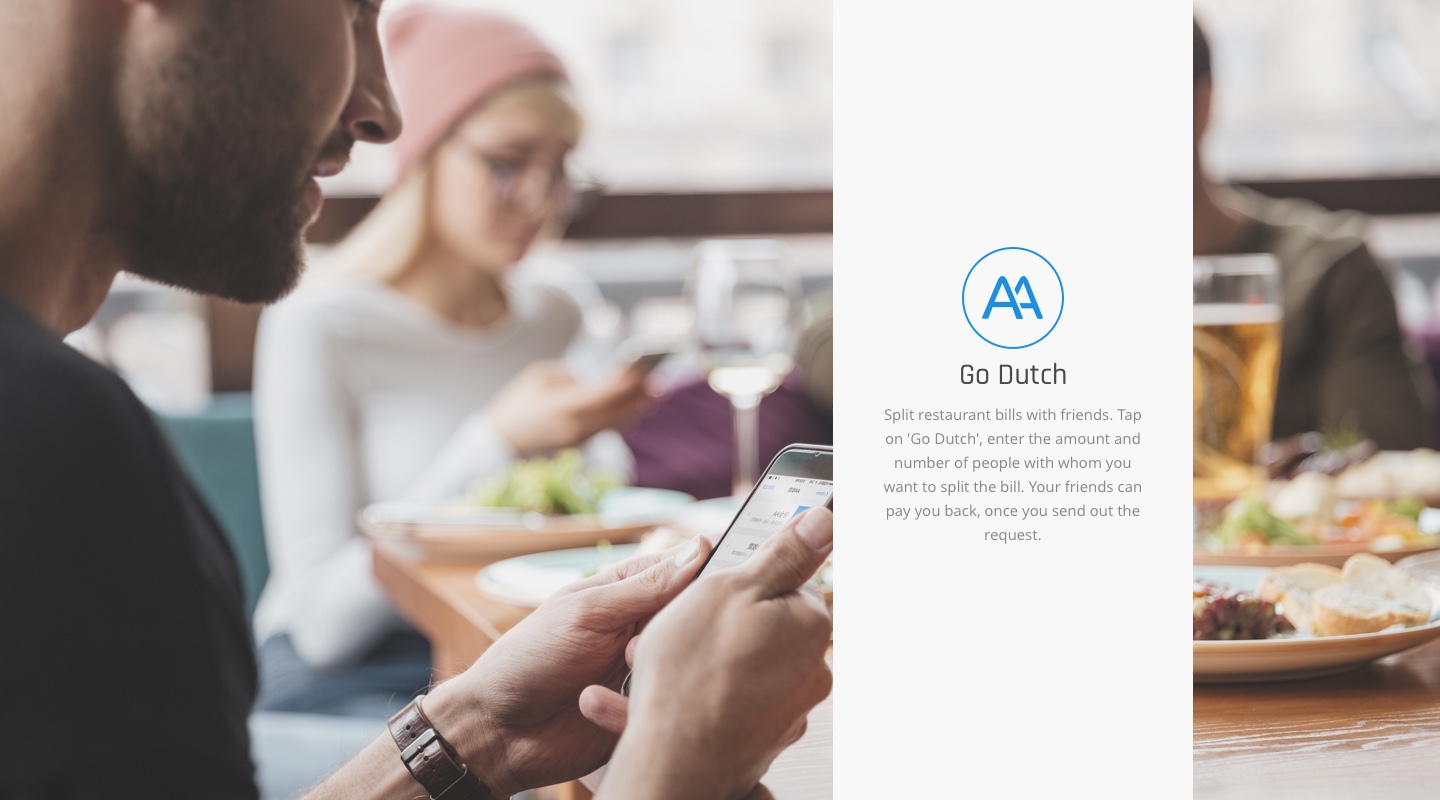 AA
Go Dutch
Split restaurant bills with friends. Tap
on 'Go Dutch', enter the amount and
number of people with whom you
want to split the bill. Your friends can
pay you back, once you send out the
request.